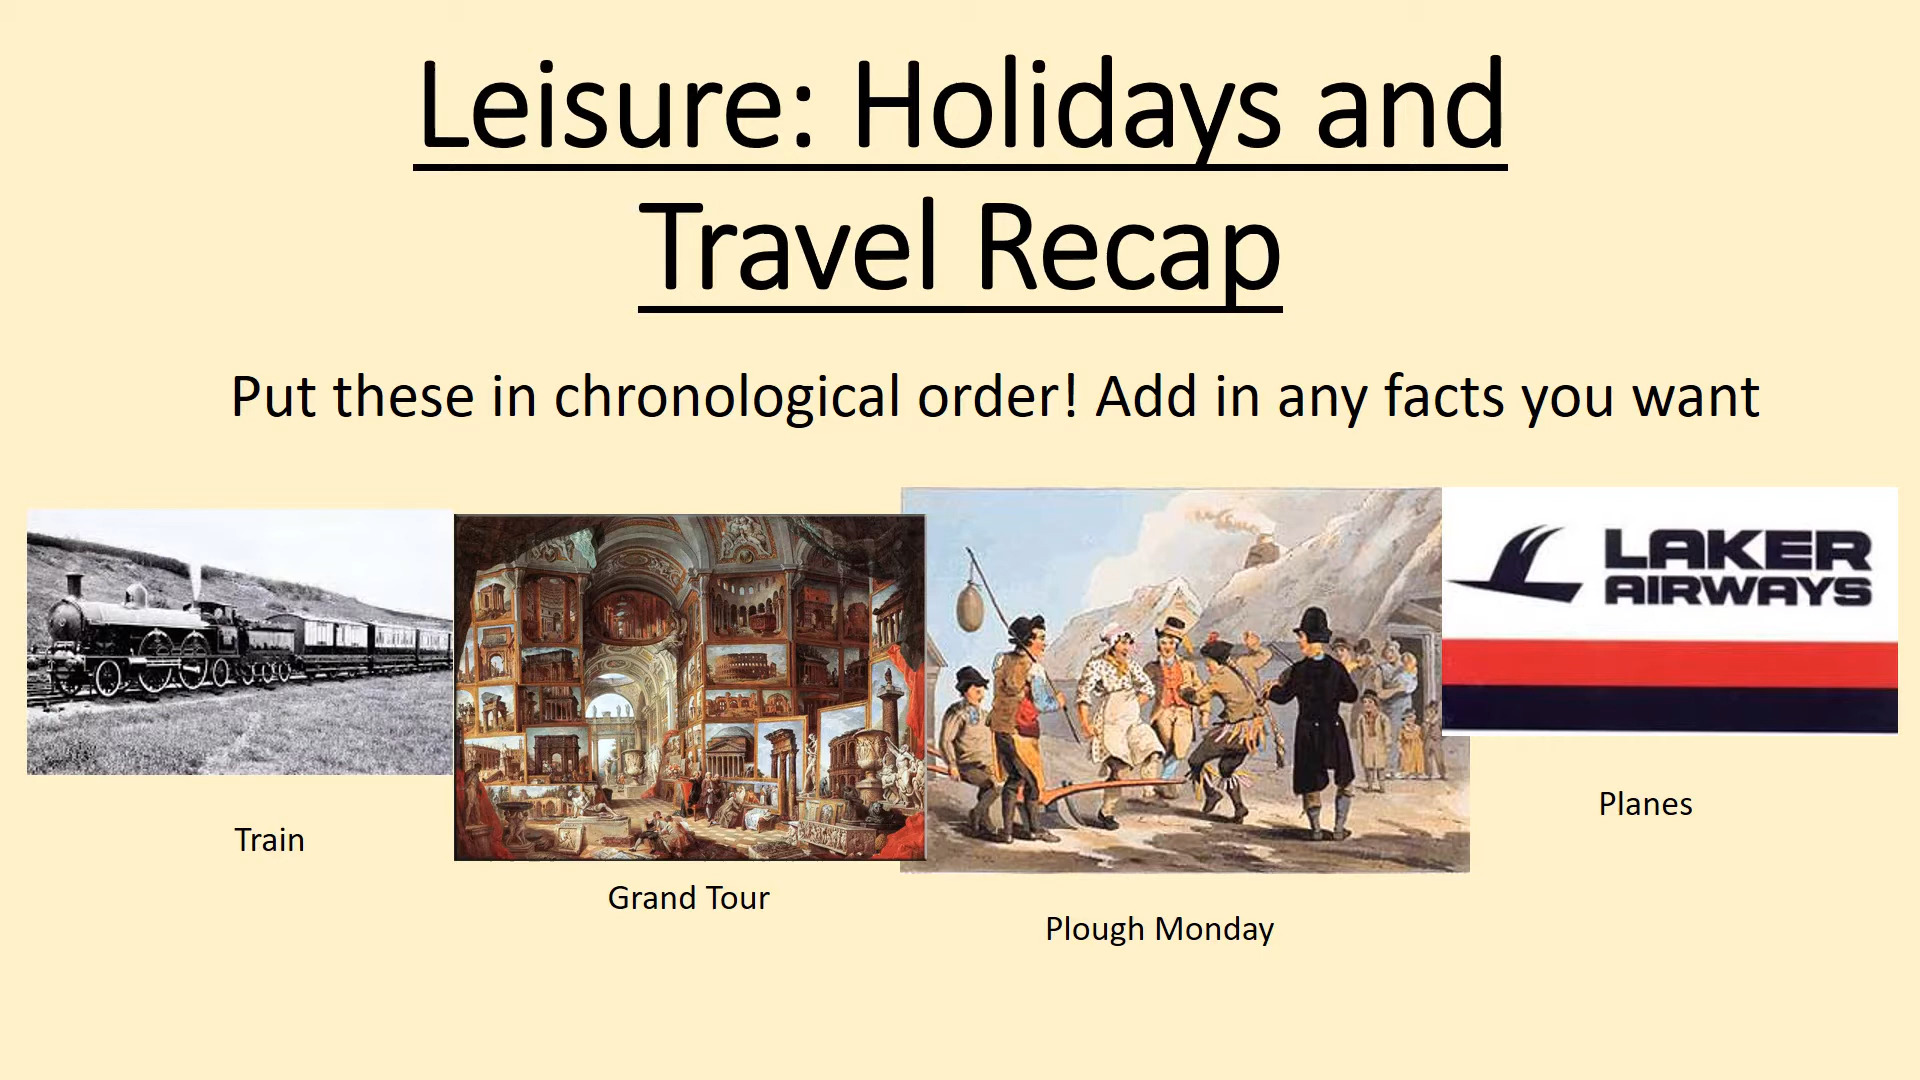 Leisure: Holidays and
Travel Recap
Put these in chronological order! Add in any facts you want
LAKER
AIRWAYS
Train
Grand Tour
Plough Monday
Planes